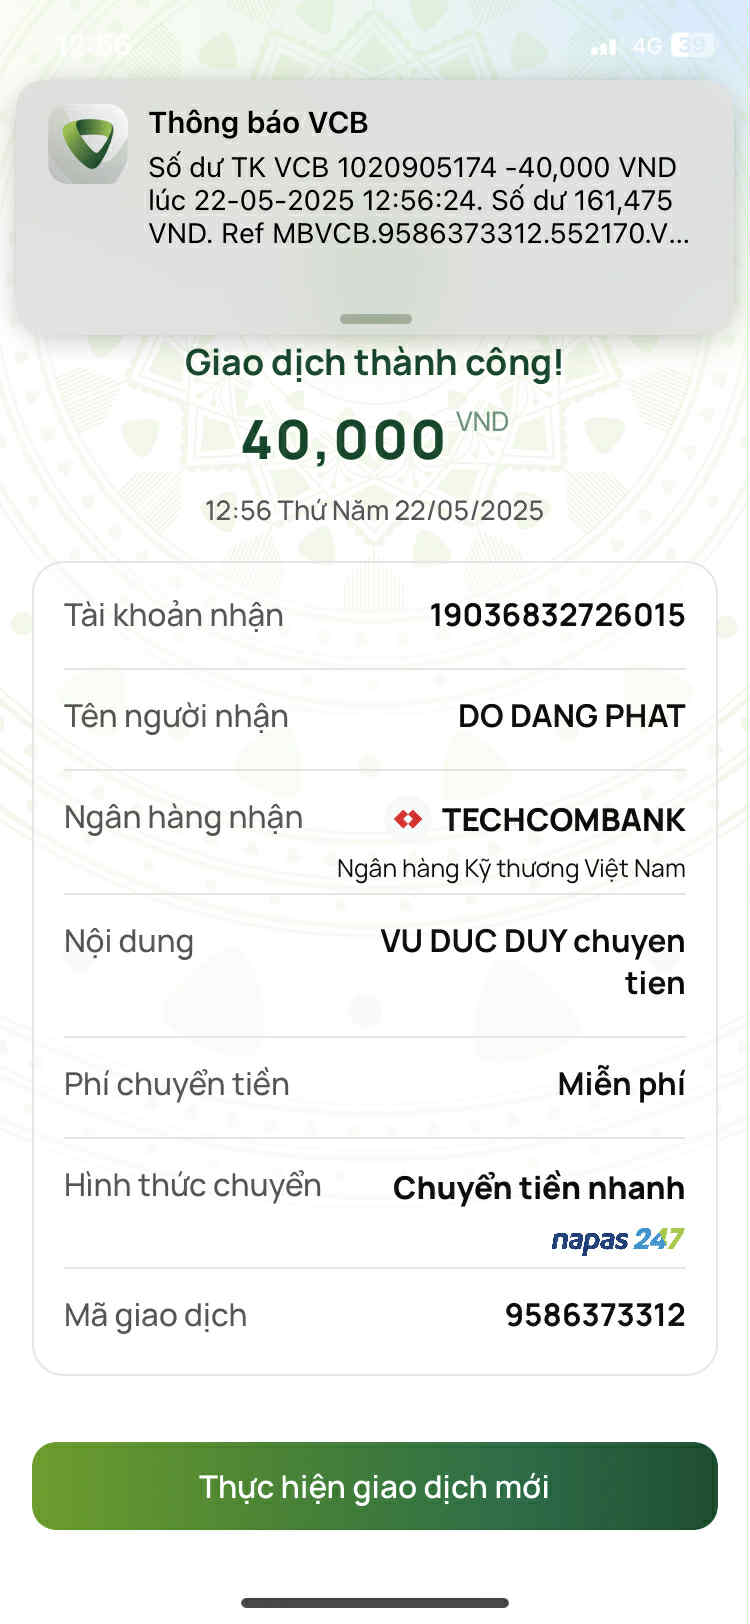 12:56
4G 39
Thông báo VCB
Số dư TK VCB 1020905174 -40,000 VND
lúc 22-05-2025 12:56:24. Số dư 161,475
VND. Ref MBVCB.9586373312.552170.V...
Giao dịch thành công!
40,000 VND
12:56 Thứ Năm 22/05/2025
Tài khoản nhận 19036832726015
Tên người nhận DO DANG PHAT
Ngân hàng nhận TECHCOMBANK
Ngân hàng Kỹ thương Việt Nam
Nội dung VU DUC DUY chuyen
tien
Phí chuyển tiền Miễn phí
Hình thức chuyển Chuyển tiền nhanh
napas 247
Mã giao dịch 9586373312
Thực hiện giao dịch mới